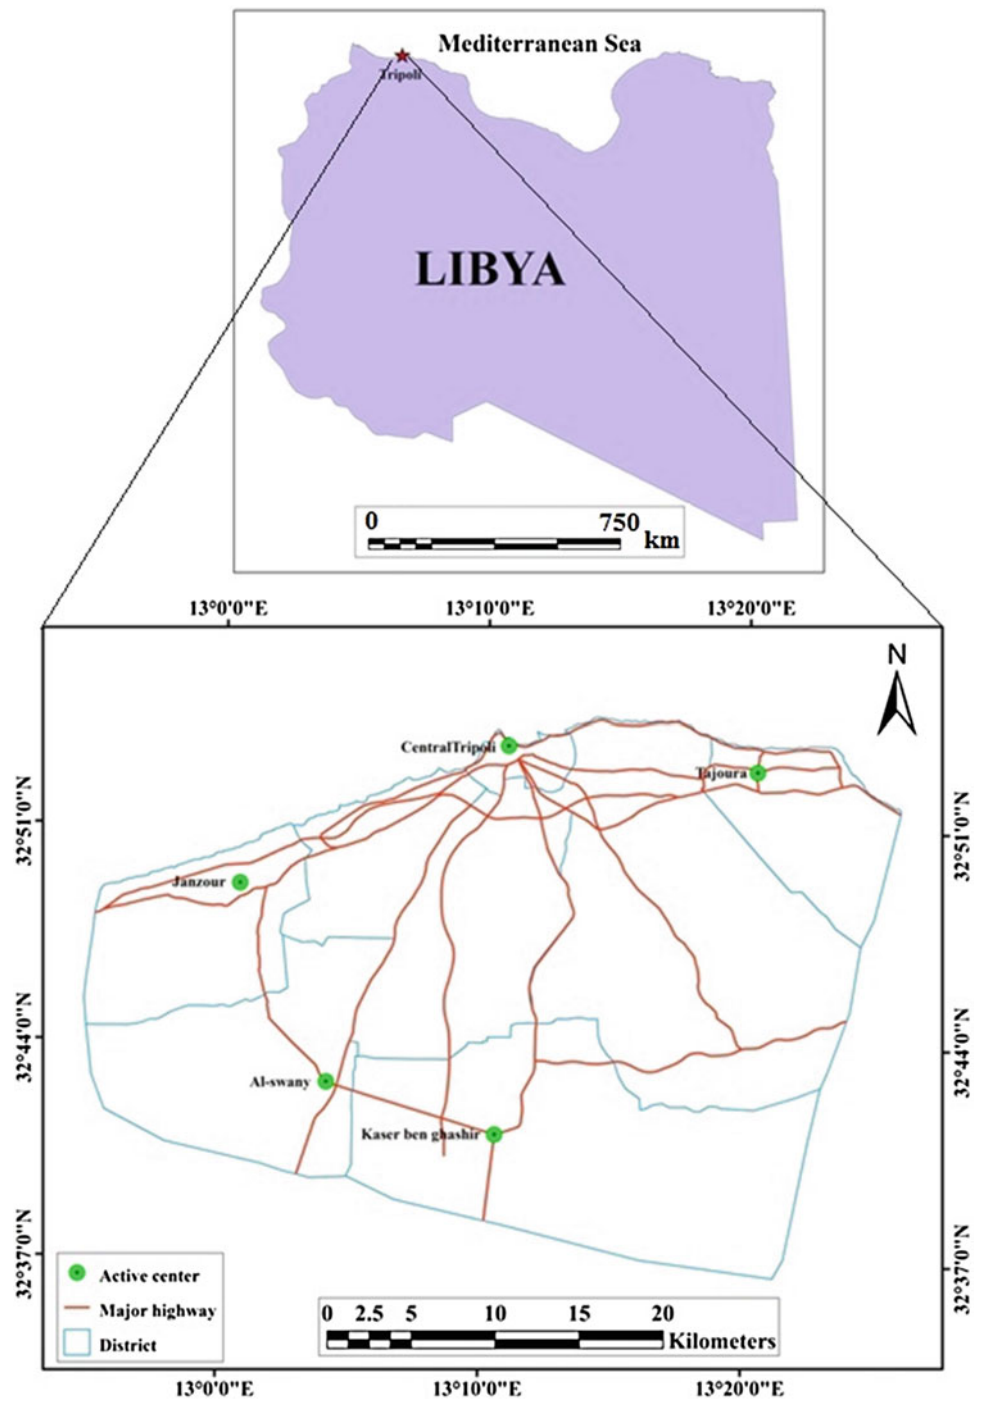 Mediterranean Sea
Tripoli
LIBYA
0 750
km
13°0'0"E 13°10'0"E 13°20'0"E
N
CentralTripoli
Tajoura
32°51'0"N
32°51'0"N
Janzour
32°44'0"N
32°44'0"N
Al-swany
Kaser ben ghashir
32°37'0"N
32°37'0"N
Active center
Major highway
District
0 2.5 5 10 15 20
Kilometers
13°0'0"E 13°10'0"E 13°20'0"E